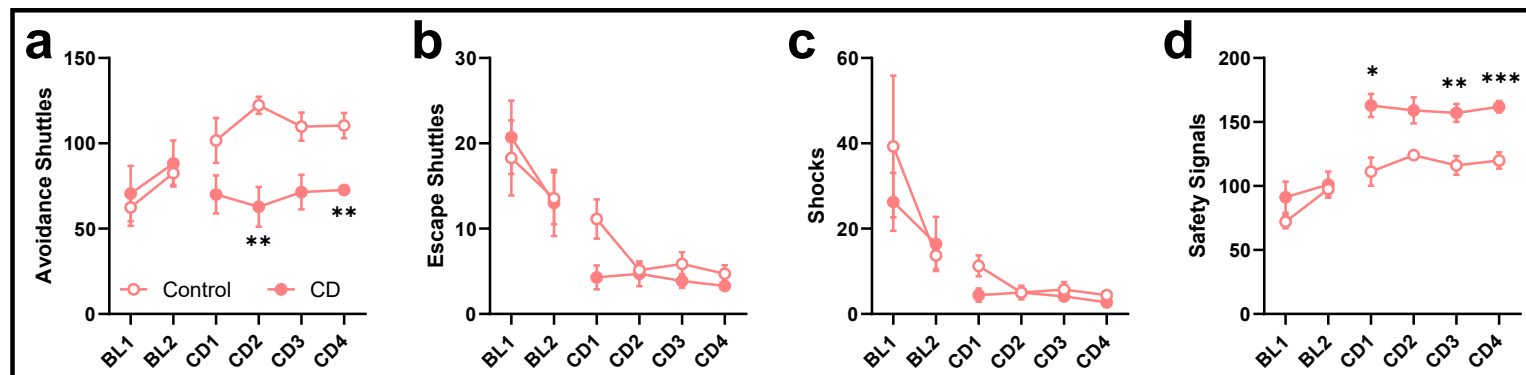 a
150
100
50
0
Avoidance Shuttles
**
**
Control
CD
BL1 BL2 CD1 CD2 CD3 CD4
b
30
20
10
0
Escape Shuttles
BL1 BL2 CD1 CD2 CD3 CD4
c
60
40
20
0
Shocks
BL1 BL2 CD1 CD2 CD3 CD4
d
200
150
100
50
0
Safety Signals
*
**
***
BL1 BL2 CD1 CD2 CD3 CD4